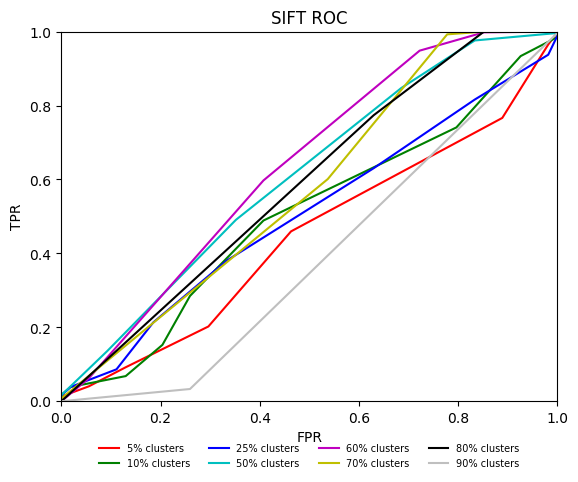 SIFT ROC
1.0
0.8
0.6
0.4
0.2
0.0
TPR
0.0 0.2 0.4 0.6 0.8 1.0
FPR
5% clusters 25% clusters 60% clusters 80% clusters
10% clusters 50% clusters 70% clusters 90% clusters